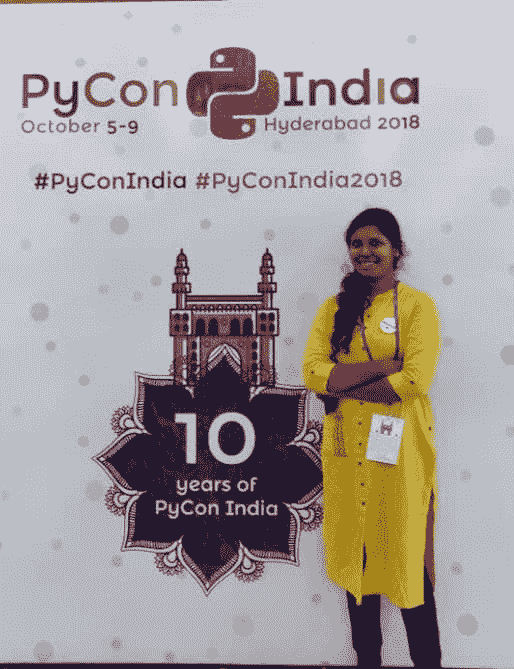 PyCon India
October 5-9 Hyderabad 2018
#PyConIndia #PyConIndia2018
10
years of
PyCon India